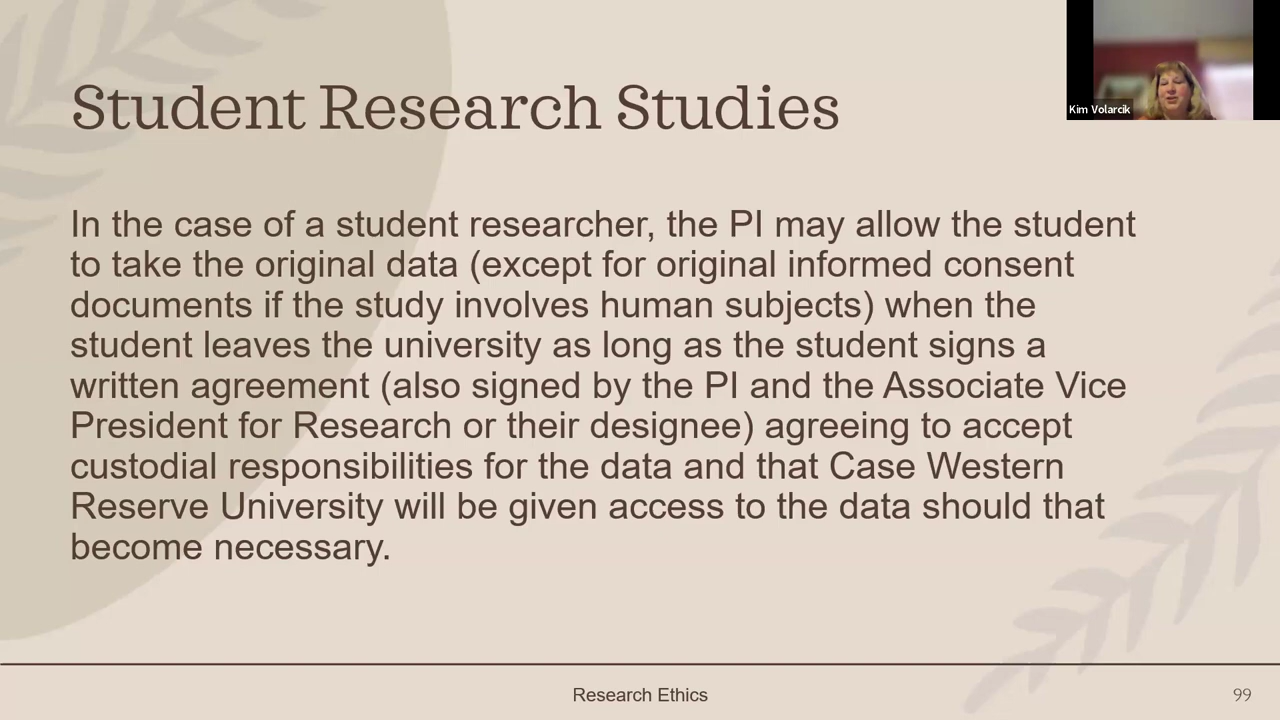 Student Research Studies
Kim Volarcik
In the case of a student researcher, the PI may allow the student
to take the original data (except for original informed consent
documents if the study involves human subjects) when the
student leaves the university as long as the student signs a
written agreement (also signed by the PI and the Associate Vice
President for Research or their designee) agreeing to accept
custodial responsibilities for the data and that Case Western
Reserve University will be given access to the data should that
become necessary.
Research Ethics
99